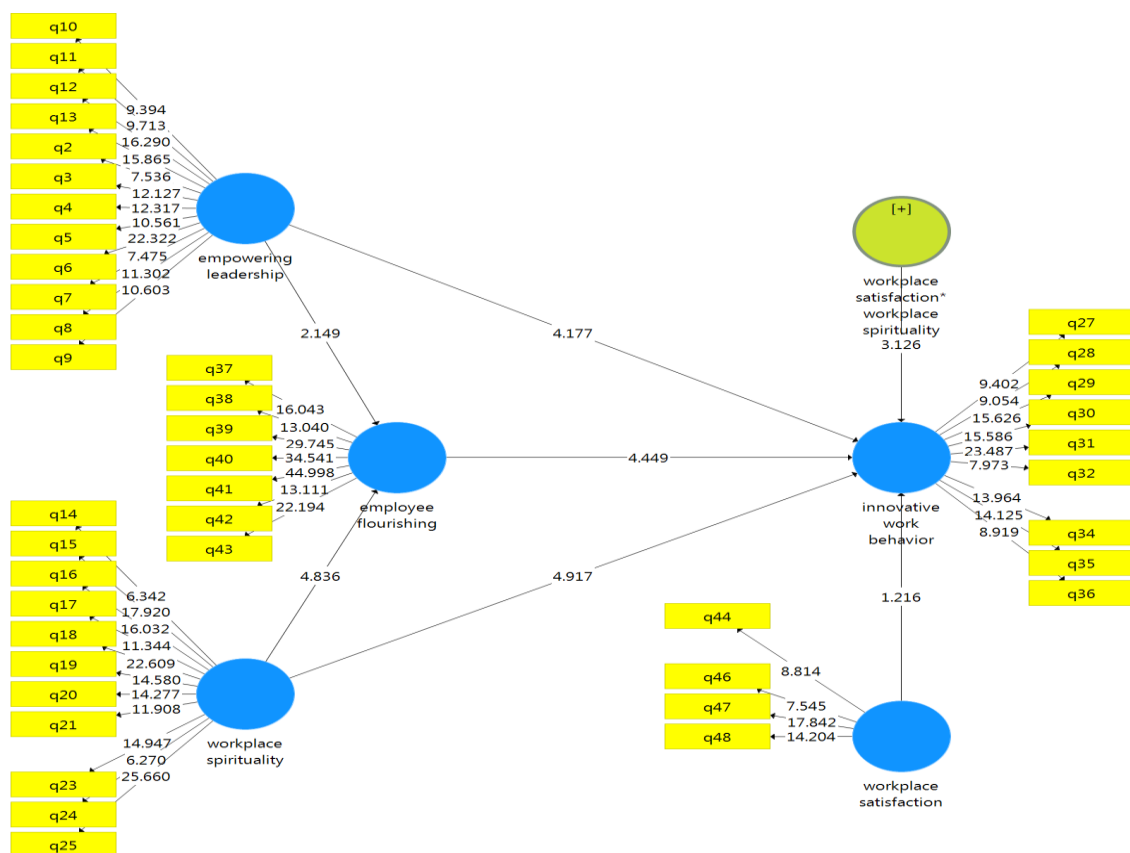 q10
q11
q12
q13
q2
q3
q4
q5
q6
q7
q8
q9
9.394
9.713
16.290
15.865
7.536
12.127
12.317
10.561
22.322
7.475
11.302
10.603
empowering
leadership
2.149
4.177
[+]
workplace
satisfaction*
workplace
spirituality
3.126
q37
q38
q39
q40
q41
q42
q43
16.043
13.040
29.745
34.541
44.998
13.111
22.194
employee
flourishing
4.449
q27
q28
q29
q30
q31
q32
q34
q35
q36
9.402
9.054
15.626
15.586
23.487
7.973
13.964
14.125
8.919
innovative
work
behavior
q14
q15
q16
q17
q18
q19
q20
q21
q23
q24
q25
6.342
17.920
16.032
11.344
22.609
14.580
14.277
11.908
14.947
6.270
25.660
workplace
spirituality
4.836
4.917
1.216
q44
q46
q47
q48
8.814
7.545
17.842
14.204
workplace
satisfaction